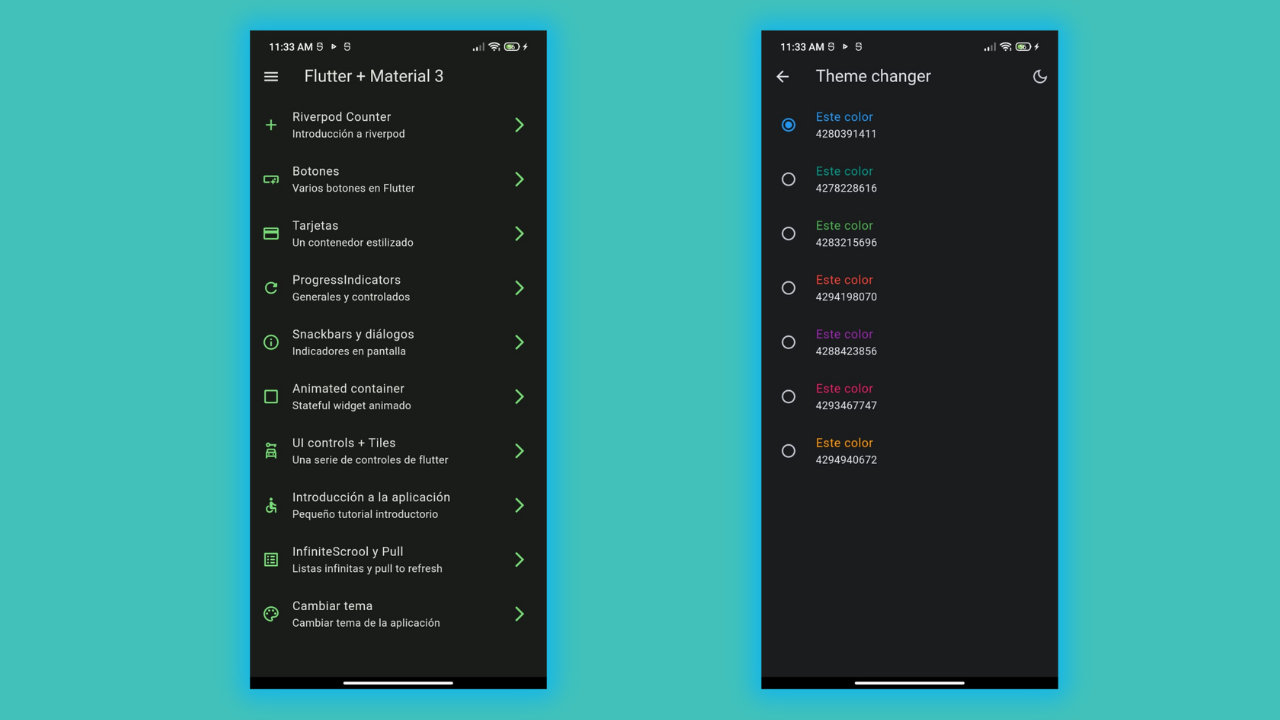 11:33 AM
Flutter + Material 3
Riverpod Counter
Introducción a riverpod
Botones
Varios botones en Flutter
Tarjetas
Un contenedor estilizado
ProgressIndicators
Generales y controlados
Snackbars y diálogos
Indicadores en pantalla
Animated container
Stateful widget animado
UI controls + Tiles
Una serie de controles de flutter
Introducción a la aplicación
Pequeño tutorial introductorio
InfiniteScrool y Pull
Listas infinitas y pull to refresh
Cambiar tema
Cambiar tema de la aplicación
11:33 AM
Theme changer
Este color
4280391411
Este color
4278228616
Este color
4283215696
Este color
4294198070
Este color
4288423856
Este color
4293467747
Este color
4294940672